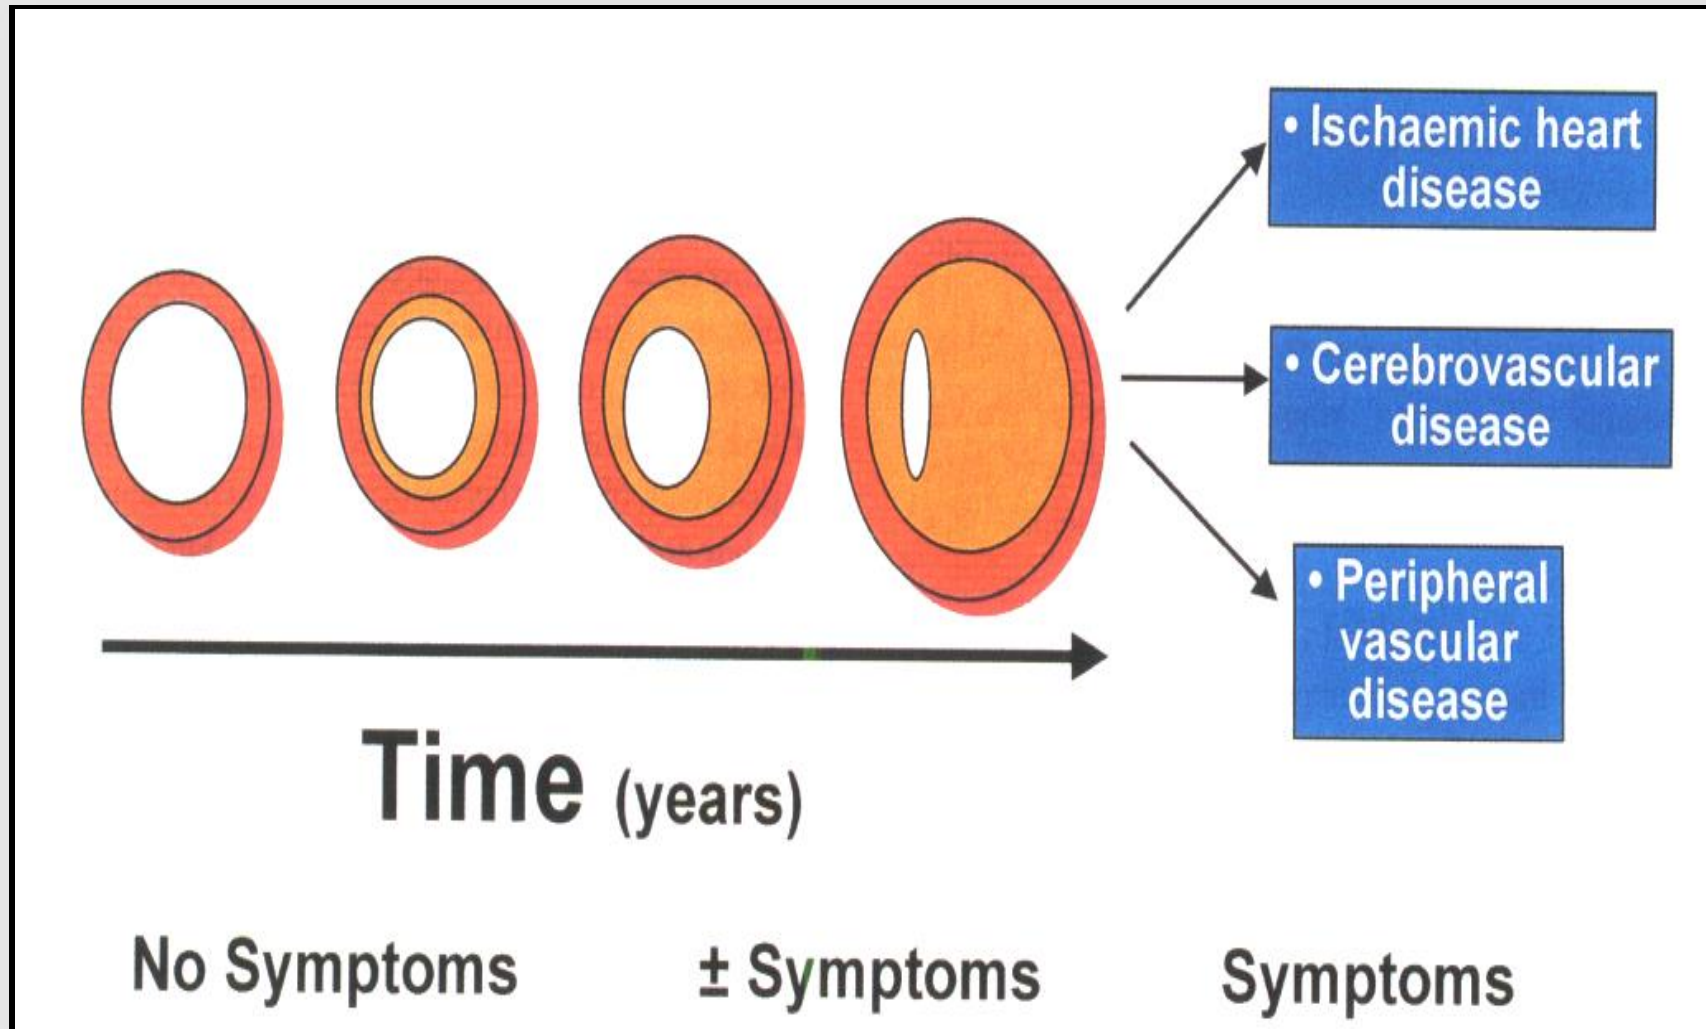 • Ischaemic heart
disease
• Cerebrovascular
disease
• Peripheral
vascular
disease
Time (years)
No Symptoms
± Symptoms
Symptoms